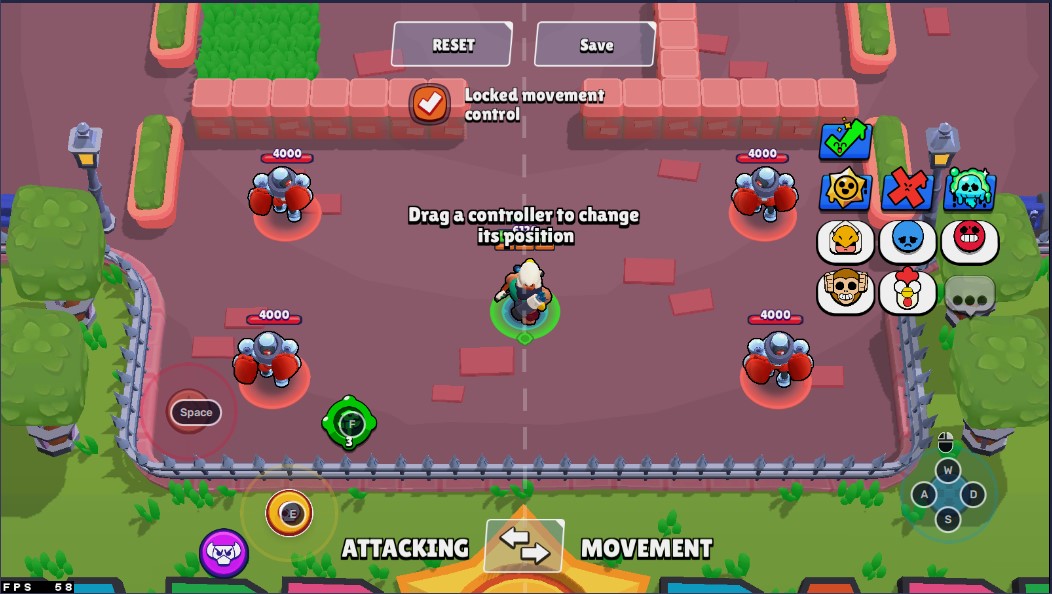 RESET
Save
Locked movement
control
4000
4000
Drag a controller to change
its position
4000
4000
Space
F
3
W
A
D
S
E
ATTACKING
MOVEMENT
FPS 58